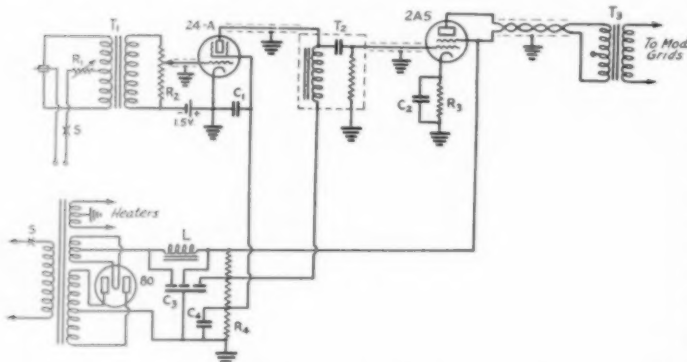 T1
24-A
T2
2A5
T3
R1
R2
C1
C2
R3
To Mod.
Grids
S
1.5V.
- +
Heaters
S
L
80
C3
C4
R4